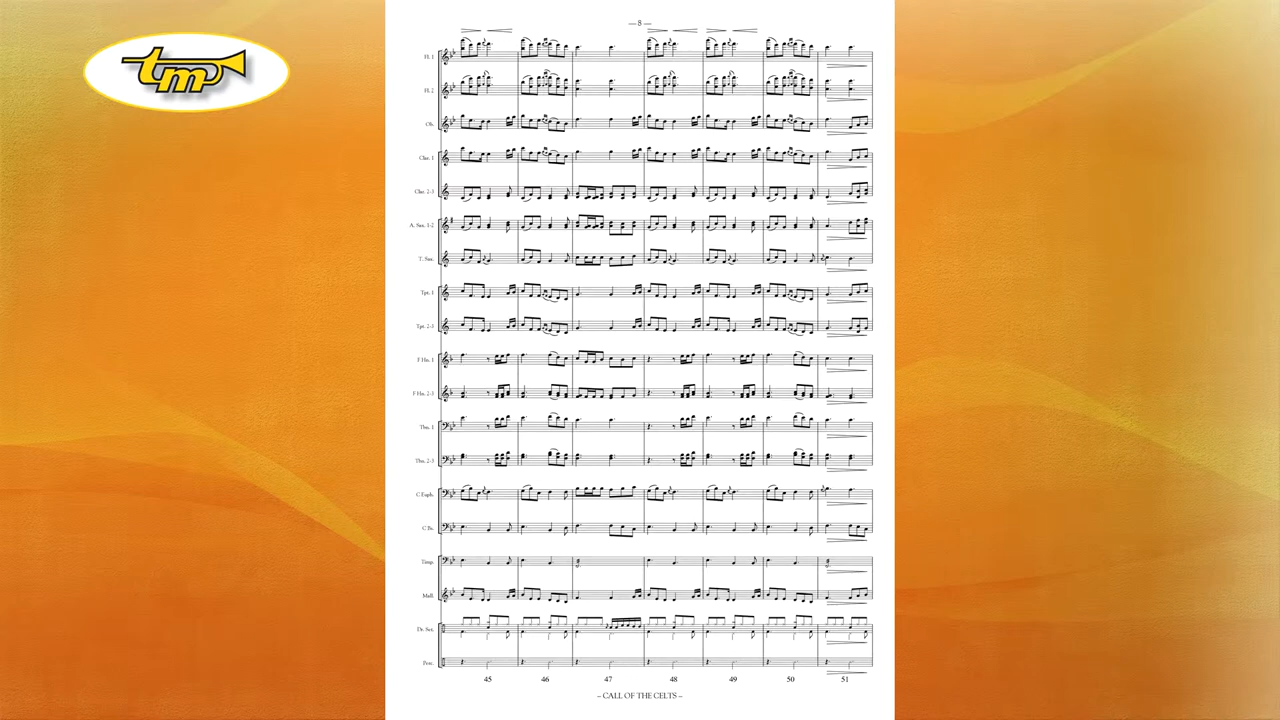 tm
— 8 —
Fl. 1
Fl. 2
Ob.
Clar. 1
Clar. 2-3
A. Sax. 1-2
T. Sax.
Tpt. 1
Tpt. 2-3
F Hn. 1
F Hn. 2-3
Tbn. 1
Tbn. 2-3
C Euph.
C Bs.
Timp.
Mall.
Dr. Set.
Perc.
45 46 47 48 49 50 51
– CALL OF THE CELTS –